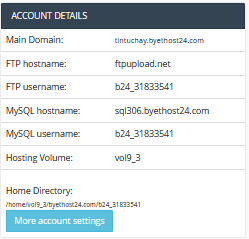 ACCOUNT DETAILS
Main Domain: tintuchay.byethost24.com
FTP hostname: ftpupload.net
FTP username: b24_31833541
MySQL hostname: sql306.byethost24.com
MySQL username: b24_31833541
Hosting Volume: vol9_3
Home Directory:
/home/vol9_3/byethost24.com/b24_31833541
More account settings